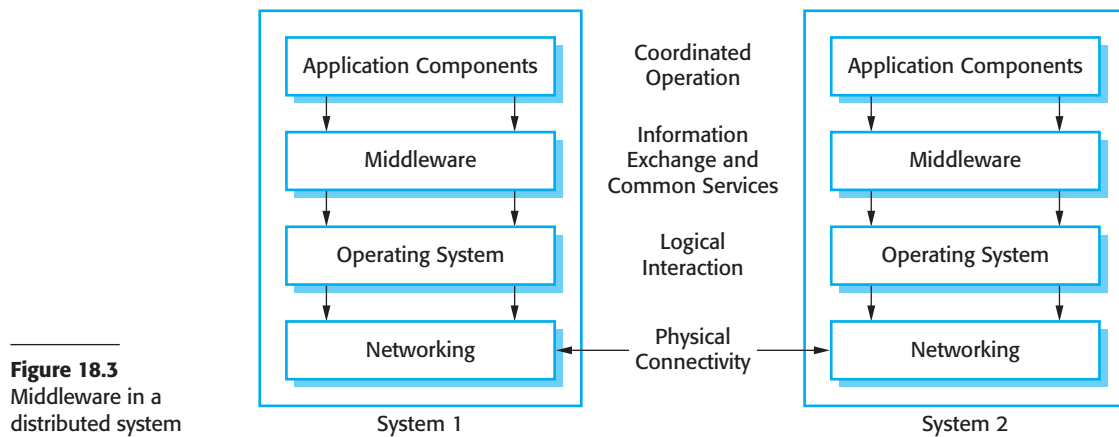 Application Components
Coordinated
Operation
Application Components
Middleware
Information
Exchange and
Common Services
Middleware
Operating System
Logical
Interaction
Operating System
Networking
Physical
Connectivity
Networking
System 1
System 2
Figure 18.3
Middleware in a
distributed system